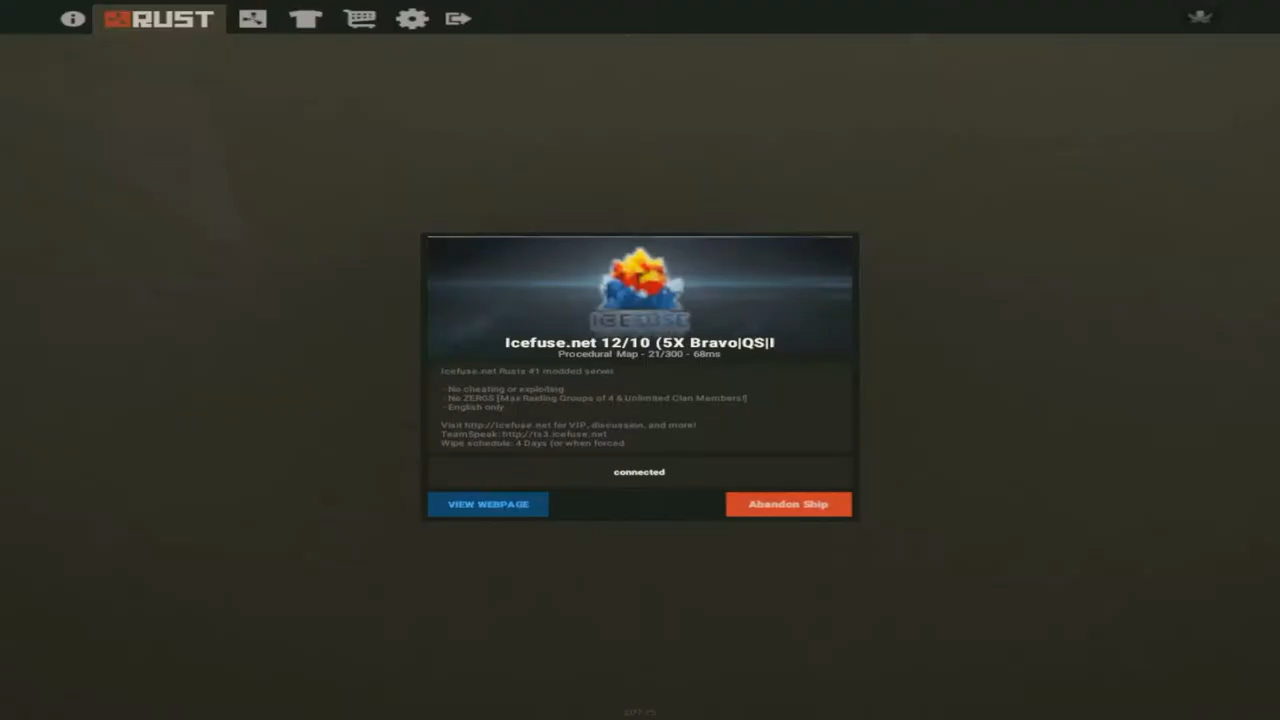 RUST
ICEFUSE
Icefuse.net 12/10 (5X Bravo|QS|I
Procedural Map - 21/300 - 68ms
Icefuse.net Rusts #1 modded server
- No cheating or exploiting
- No ZERGS [Max Raiding Groups of 4 & Unlimited Clan Members!]
- English only
Visit http://icefuse.net for VIP, discussion, and more!
TeamSpeak: http://ts3.icefuse.net
Wipe schedule: 4 Days (or when forced
connected
VIEW WEBPAGE
Abandon Ship